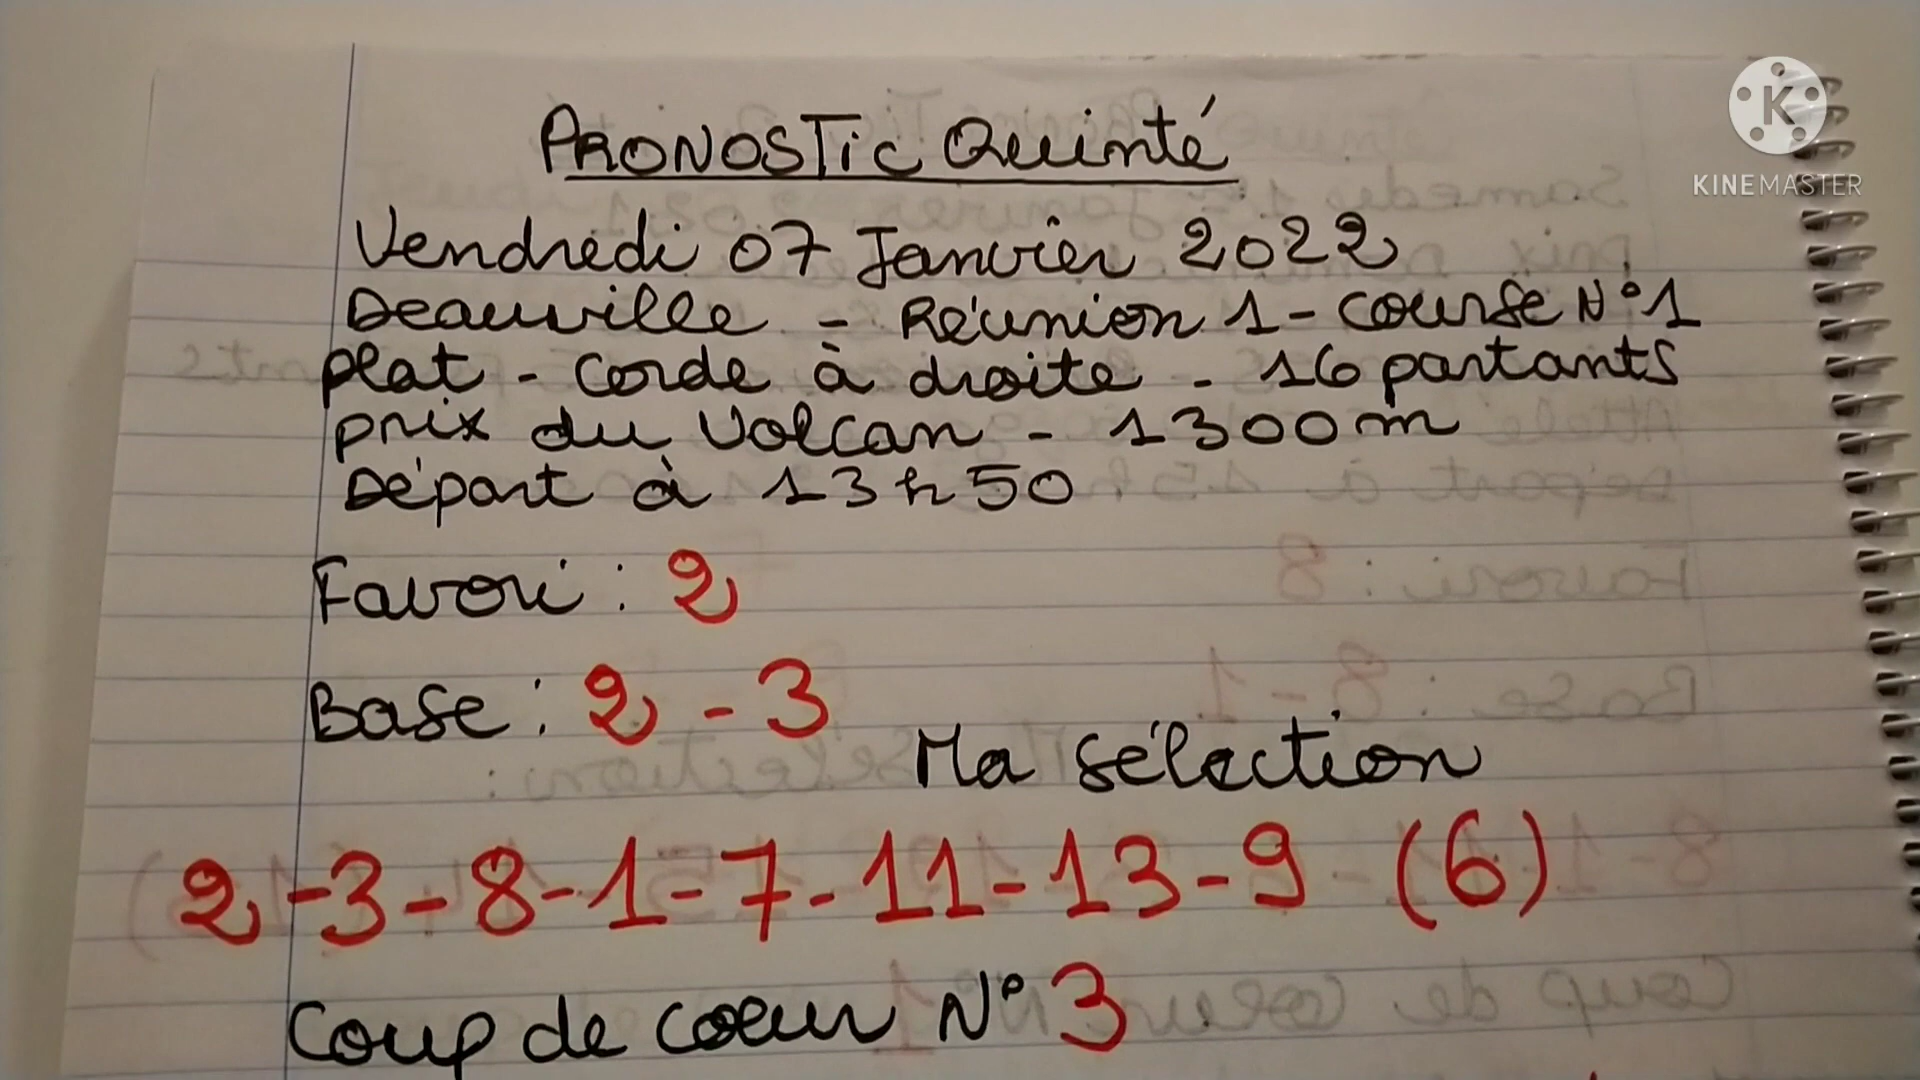 PRONOSTIC Quinté
Vendredi 07 Janvier 2022
Deauville - Réunion 1 - course N°1
plat - Corde à droite - 16 partants
prix du Volcan - 1300m
Départ à 13h50
Favori : 2
Base : 2 - 3
Ma sélection
2 - 3 - 8 - 1 - 7 - 11 - 13 - 9 (6)
Coup de coeur N° 3
K
KINEMASTER